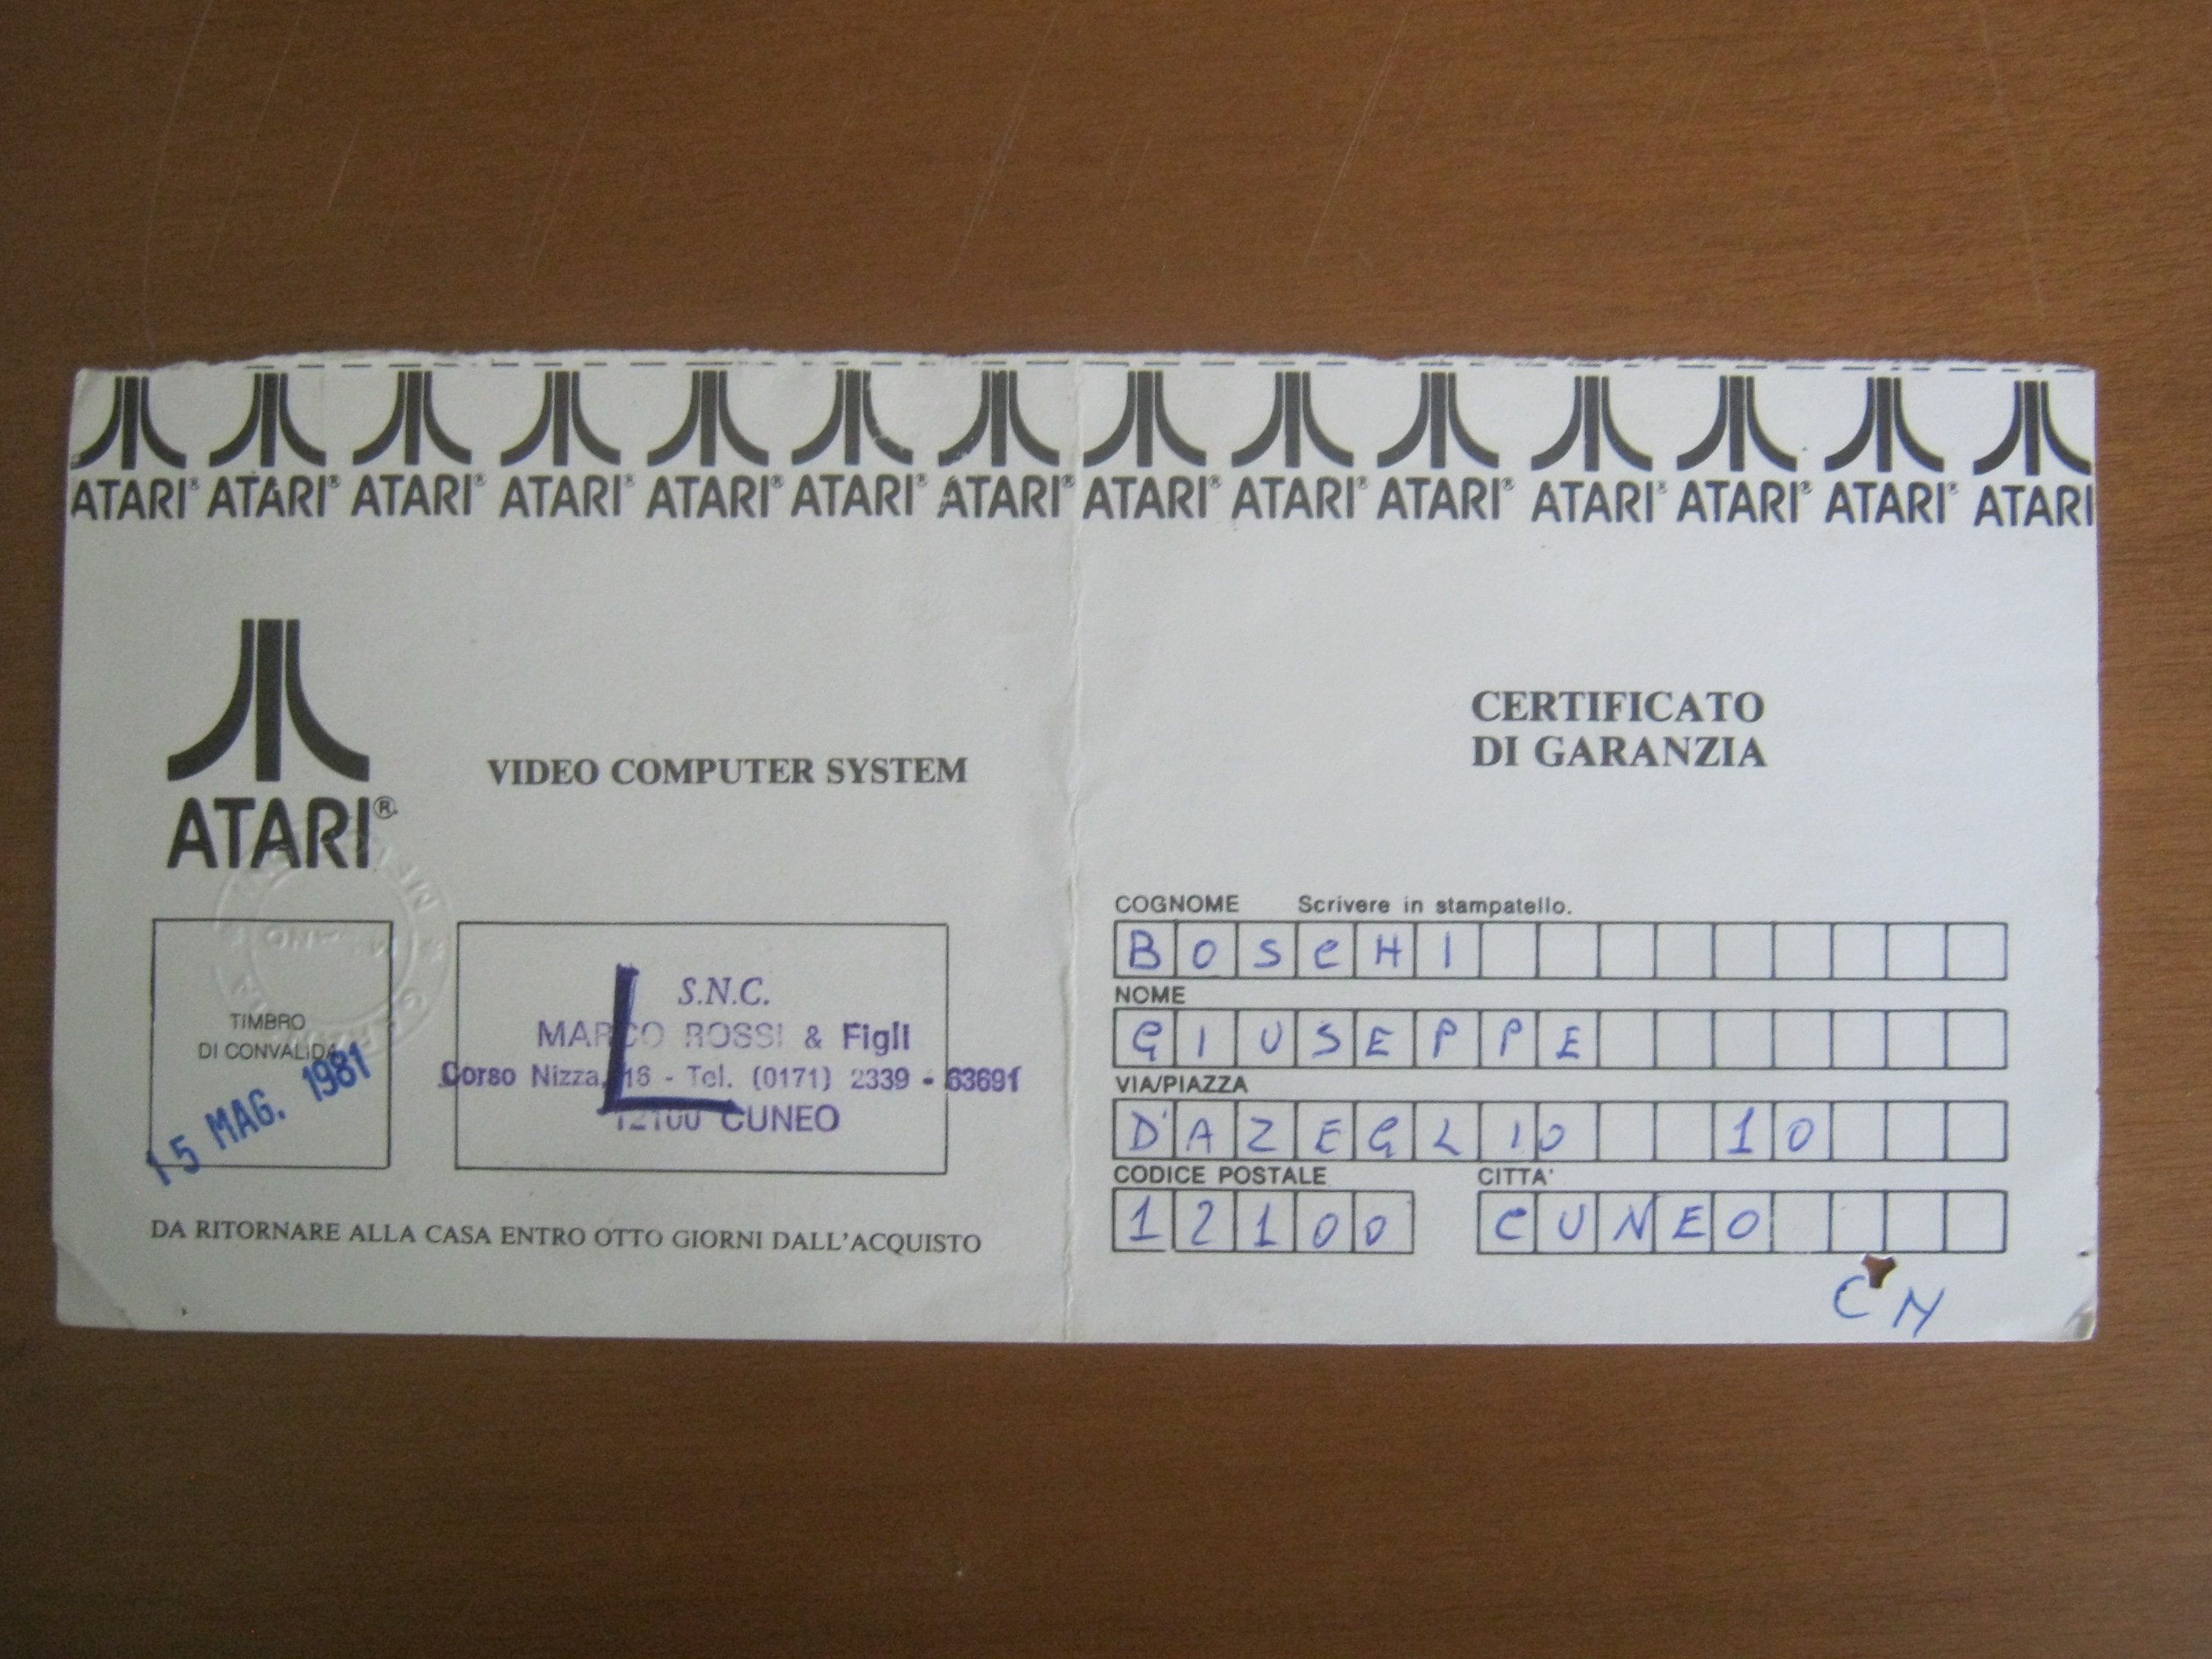 ATARI® ATARI® ATARI® ATARI® ATARI® ATARI® ATARI® ATARI® ATARI® ATARI® ATARI® ATARI® ATARI® ATARI
ATARI®
VIDEO COMPUTER SYSTEM
TIMBRO
DI CONVALIDA
15 MAG. 1981
S.N.C.
MARCO ROSSI & Figli
Corso Nizza, 16 - Tel. (0171) 2339 - 63691
12100 CUNEO
DA RITORNARE ALLA CASA ENTRO OTTO GIORNI DALL'ACQUISTO
CERTIFICATO
DI GARANZIA
COGNOME Scrivere in stampatello.
BOSCHI
NOME
GIUSEPPE
VIA/PIAZZA
D'AZEGLIO 10
CODICE POSTALE CITTA'
12100 CUNEO
CN